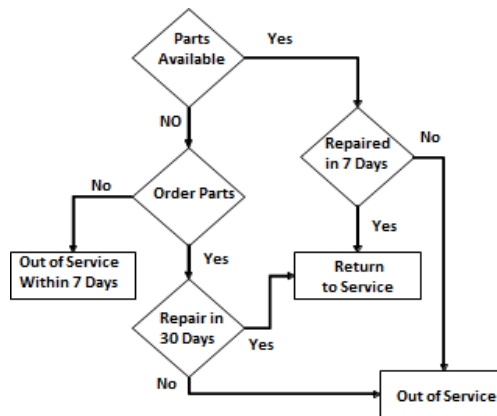 Parts
Available
Yes
NO
Repaired
in 7 Days
No
No
Order Parts
Yes
Out of Service
Within 7 Days
Yes
Return
to Service
Repair in
30 Days
Yes
No
Out of Service